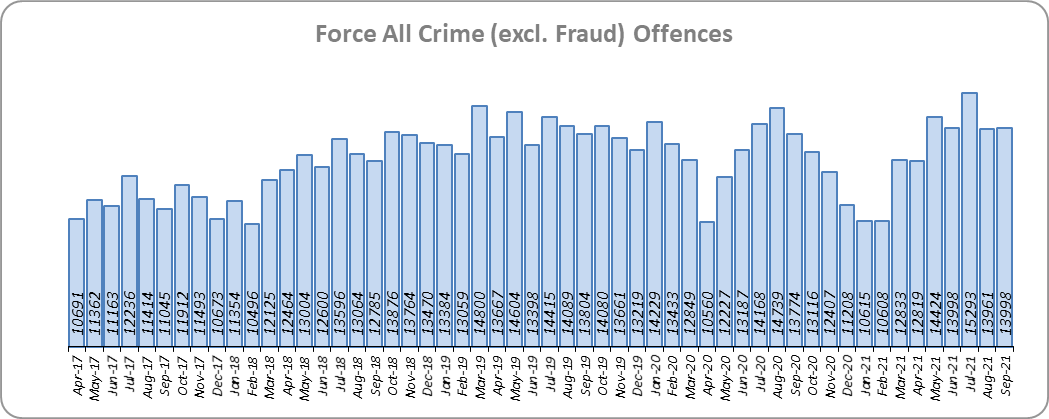 Force All Crime (excl. Fraud) Offences
10691 11362 11163 12236 11414 11045 11912 11493 10673 11354 10496 12125 12464 13004 12600 13596 13064 12785 13876 13764 13470 13384 13059 14800 13667 14604 13398 14415 14089 13804 14080 13661 13219 14229 13433 12849 10560 12227 13187 14168 14739 13774 13116 12407 11208 10615 10608 12833 12819 14424 13998 15293 13961 13998
Apr-17 May-17 Jun-17 Jul-17 Aug-17 Sep-17 Oct-17 Nov-17 Dec-17 Jan-18 Feb-18 Mar-18 Apr-18 May-18 Jun-18 Jul-18 Aug-18 Sep-18 Oct-18 Nov-18 Dec-18 Jan-19 Feb-19 Mar-19 Apr-19 May-19 Jun-19 Jul-19 Aug-19 Sep-19 Oct-19 Nov-19 Dec-19 Jan-20 Feb-20 Mar-20 Apr-20 May-20 Jun-20 Jul-20 Aug-20 Sep-20 Oct-20 Nov-20 Dec-20 Jan-21 Feb-21 Mar-21 Apr-21 May-21 Jun-21 Jul-21 Aug-21 Sep-21